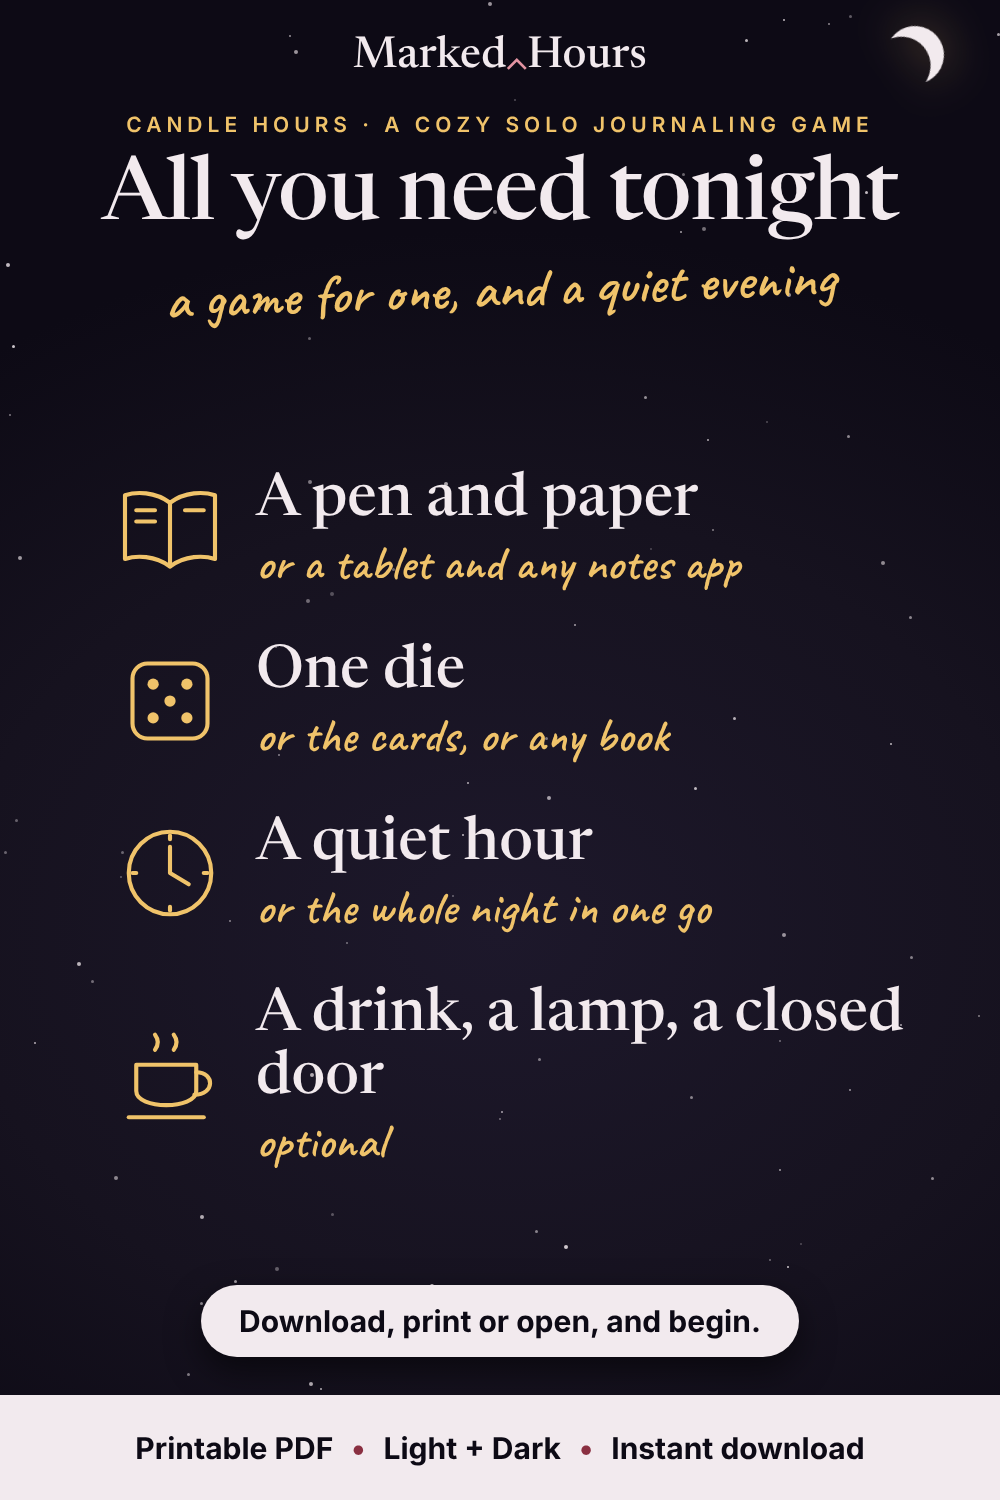 Marked‸Hours
CANDLE HOURS · A COZY SOLO JOURNALING GAME
All you need tonight
a game for one, and a quiet evening
A pen and paper
or a tablet and any notes app
One die
or the cards, or any book
A quiet hour
or the whole night in one go
A drink, a lamp, a closed
door
optional
Download, print or open, and begin.
Printable PDF • Light + Dark • Instant download